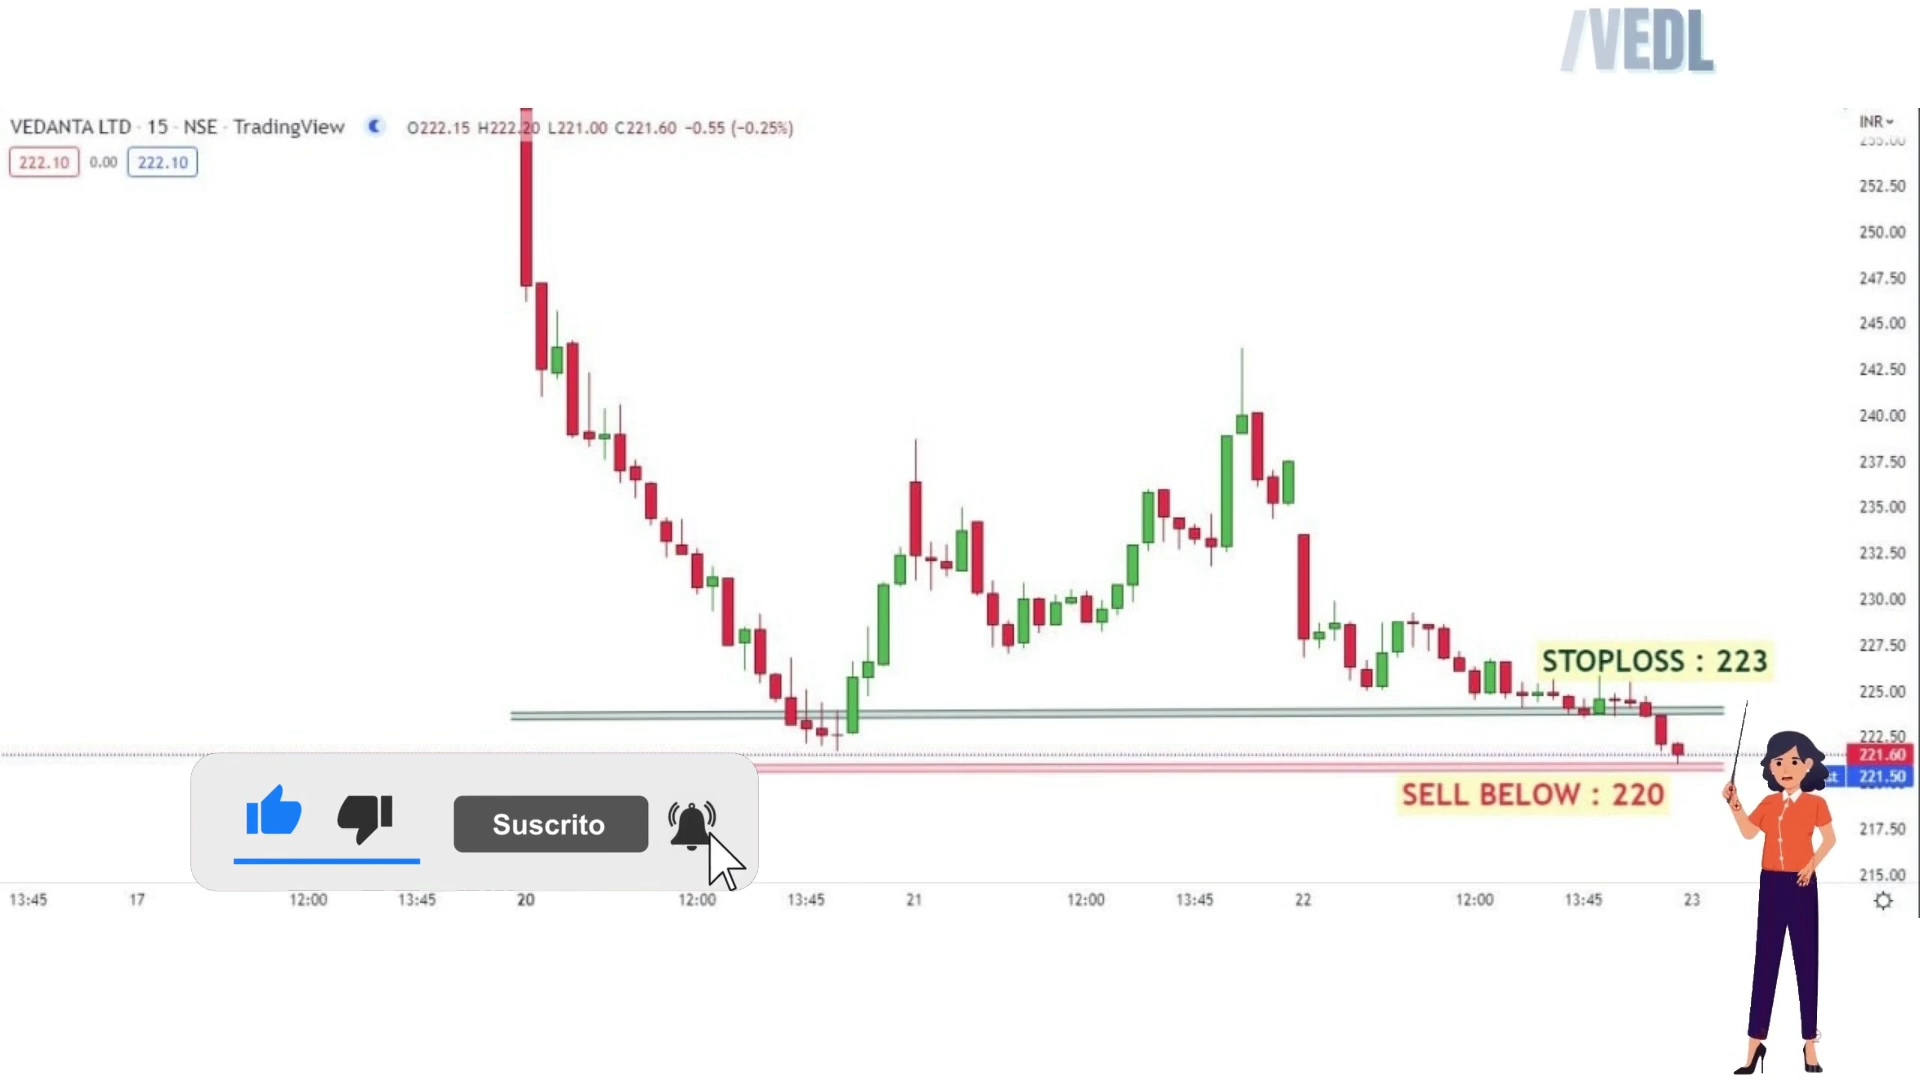 /VEDL
VEDANTA LTD · 15 · NSE · TradingView
O222.15 H222.20 L221.00 C221.60 −0.55 (−0.25%)
INR
255.00
222.10 0.00 222.10
252.50
250.00
247.50
245.00
242.50
240.00
237.50
235.00
232.50
230.00
227.50
STOPLOSS : 223
225.00
222.50
221.60
221.50
SELL BELOW : 220
Suscrito
217.50
215.00
13:45 17 12:00 13:45 20 12:00 13:45 21 12:00 13:45 22 12:00 13:45 23